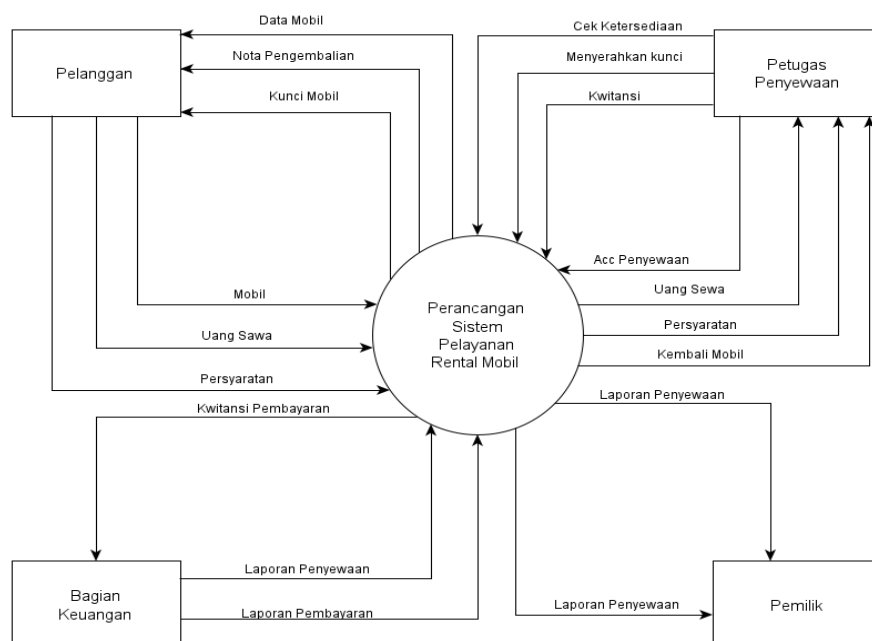 Data Mobil
Cek Ketersediaan
Pelanggan
Nota Pengembalian
Menyerahkan kunci
Petugas
Penyewaan
Kunci Mobil
Kwitansi
Acc Penyewaan
Mobil
Uang Sewa
Perancangan
Sistem
Pelayanan
Rental Mobil
Uang Sawa
Persyaratan
Kembali Mobil
Persyaratan
Laporan Penyewaan
Kwitansi Pembayaran
Laporan Penyewaan
Bagian
Keuangan
Laporan Pembayaran
Laporan Penyewaan
Pemilik